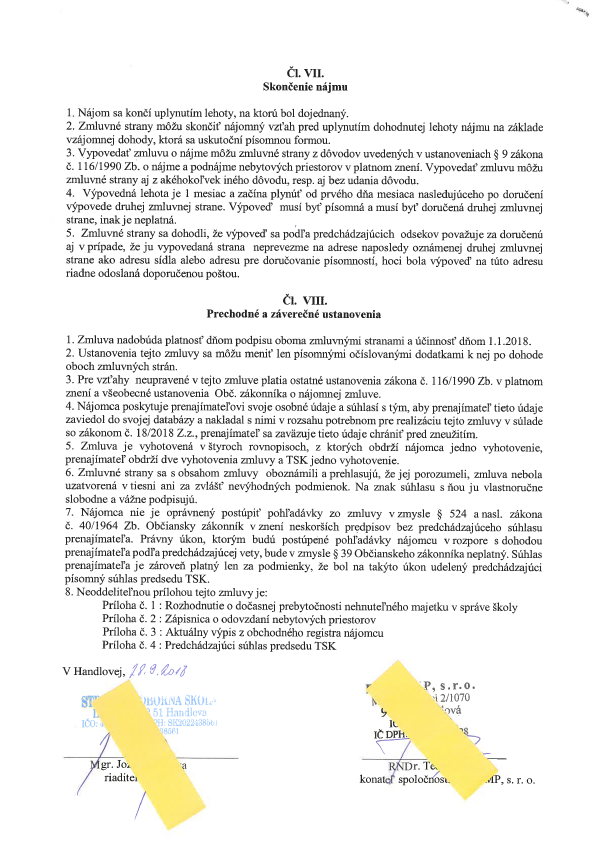 Čl. VII.
Skončenie nájmu
1. Nájom sa končí uplynutím lehoty, na ktorú bol dojednaný.
2. Zmluvné strany môžu skončiť nájomný vzťah pred uplynutím dohodnutej lehoty nájmu na základe
vzájomnej dohody, ktorá sa uskutoční písomnou formou.
3. Vypovedať zmluvu o nájme môžu zmluvné strany z dôvodov uvedených v ustanoveniach § 9 zákona
č. 116/1990 Zb. o nájme a podnájme nebytových priestorov v platnom znení. Vypovedať zmluvu môžu
zmluvné strany aj z akéhokoľvek iného dôvodu, resp. aj bez udania dôvodu.
4. Výpovedná lehota je 1 mesiac a začína plynúť od prvého dňa mesiaca nasledujúceho po doručení
výpovede druhej zmluvnej strane. Výpoveď musí byť písomná a musí byť doručená druhej zmluvnej
strane, inak je neplatná.
5. Zmluvné strany sa dohodli, že výpoveď sa podľa predchádzajúcich odsekov považuje za doručenú
aj v prípade, že ju vypovedaná strana neprevezme na adrese naposledy oznámenej druhej zmluvnej
strane ako adresu sídla alebo adresu pre doručovanie písomností, hoci bola výpoveď na túto adresu
riadne odoslaná doporučenou poštou.
Čl. VIII.
Prechodné a záverečné ustanovenia
1. Zmluva nadobúda platnosť dňom podpisu oboma zmluvnými stranami a účinnosť dňom 1.1.2018.
2. Ustanovenia tejto zmluvy sa môžu meniť len písomnými očíslovanými dodatkami k nej po dohode
oboch zmluvných strán.
3. Pre vzťahy neupravené v tejto zmluve platia ostatné ustanovenia zákona č. 116/1990 Zb. v platnom
znení a všeobecné ustanovenia Obč. zákonníka o nájomnej zmluve.
4. Nájomca poskytuje prenajímateľovi svoje osobné údaje a súhlasí s tým, aby prenajímateľ tieto údaje
zaviedol do svojej databázy a nakladal s nimi v rozsahu potrebnom pre realizáciu tejto zmluvy v súlade
so zákonom č. 18/2018 Z.z., prenajímateľ sa zaväzuje tieto údaje chrániť pred zneužitím.
5. Zmluva je vyhotovená v štyroch rovnopisoch, z ktorých obdrží nájomca jedno vyhotovenie,
prenajímateľ obdrží dve vyhotovenia zmluvy a TSK jedno vyhotovenie.
6. Zmluvné strany sa s obsahom zmluvy oboznámili a prehlasujú, že jej porozumeli, zmluva nebola
uzatvorená v tiesni ani za zvlášť nevýhodných podmienok. Na znak súhlasu s ňou ju vlastnoručne
slobodne a vážne podpisujú.
7. Nájomca nie je oprávnený postúpiť pohľadávky zo zmluvy v zmysle § 524 a nasl. zákona
č. 40/1964 Zb. Občiansky zákonník v znení neskorších predpisov bez predchádzajúceho súhlasu
prenajímateľa. Právny úkon, ktorým budú postúpené pohľadávky nájomcu v rozpore s dohodou
prenajímateľa podľa predchádzajúcej vety, bude v zmysle § 39 Občianskeho zákonníka neplatný. Súhlas
prenajímateľa je zároveň platný len za podmienky, že bol na takýto úkon udelený predchádzajúci
písomný súhlas predsedu TSK.
8. Neoddeliteľnou prílohou tejto zmluvy je:
Príloha č. 1 : Rozhodnutie o dočasnej prebytočnosti nehnuteľného majetku v správe školy
Príloha č. 2 : Zápisnica o odovzdaní nebytových priestorov
Príloha č. 3 : Aktuálny výpis z obchodného registra nájomcu
Príloha č. 4 : Predchádzajúci súhlas predsedu TSK
V Handlovej, 28.9.2018
ODBORNÁ ŠKOLA
51 Handlová
IČO:
MP, s.r.o.
2/1070
IČ DPH
Mgr.
riaditeľ
RNDr.
konateľ spoločnosti MP, s. r. o.